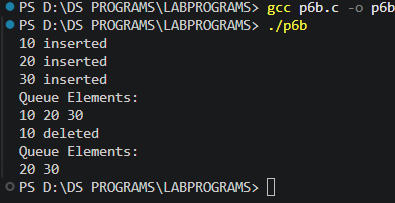 PS D:\DS PROGRAMS\LABPROGRAMS> gcc p6b.c -o p6b
PS D:\DS PROGRAMS\LABPROGRAMS> ./p6b
10 inserted
20 inserted
30 inserted
Queue Elements:
10 20 30
10 deleted
Queue Elements:
20 30
PS D:\DS PROGRAMS\LABPROGRAMS>